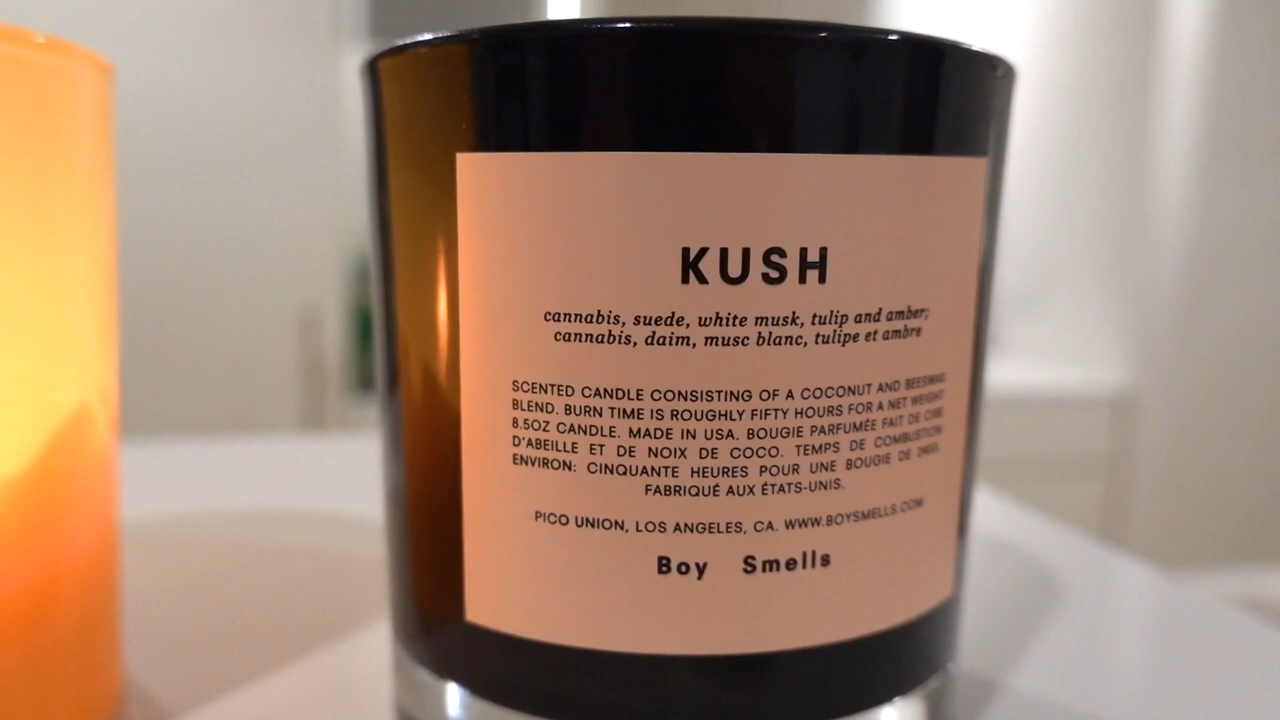 KUSH
cannabis, suede, white musk, tulip and amber;
cannabis, daim, musc blanc, tulipe et ambre
SCENTED CANDLE CONSISTING OF A COCONUT AND BEESWAX
BLEND. BURN TIME IS ROUGHLY FIFTY HOURS FOR A NET WEIGHT
8.5OZ CANDLE. MADE IN USA. BOUGIE PARFUMÉE FAIT DE CIRE
D'ABEILLE ET DE NOIX DE COCO. TEMPS DE COMBUSTION
ENVIRON: CINQUANTE HEURES POUR UNE BOUGIE DE 240G.
FABRIQUÉ AUX ÉTATS-UNIS.
PICO UNION, LOS ANGELES, CA. WWW.BOYSMELLS.COM
Boy Smells